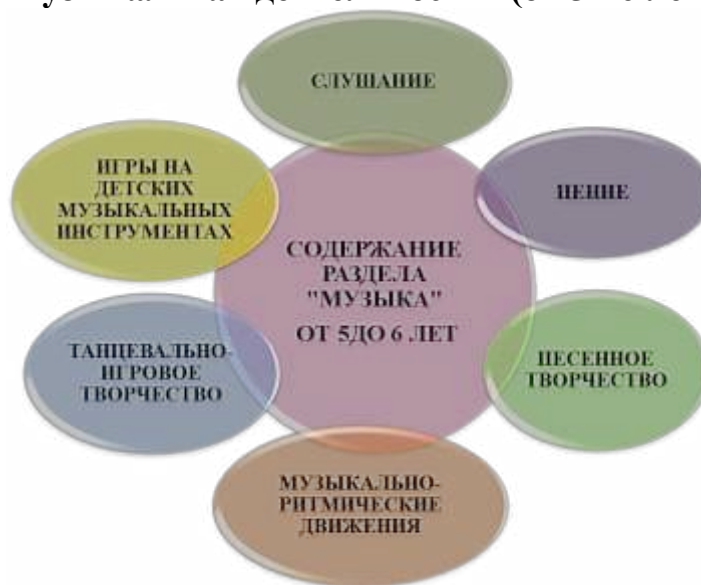 СЛУШАНИЕ
ПЕНИЕ
ПЕСЕННОЕ
ТВОРЧЕСТВО
МУЗЫКАЛЬНО-
РИТМИЧЕСКИЕ
ДВИЖЕНИЯ
ТАНЦЕВАЛЬНО-
ИГРОВОЕ
ТВОРЧЕСТВО
ИГРЫ НА
ДЕТСКИХ
МУЗЫКАЛЬНЫХ
ИНСТРУМЕНТАХ
СОДЕРЖАНИЕ
РАЗДЕЛА
"МУЗЫКА"
ОТ 5ДО 6 ЛЕТ